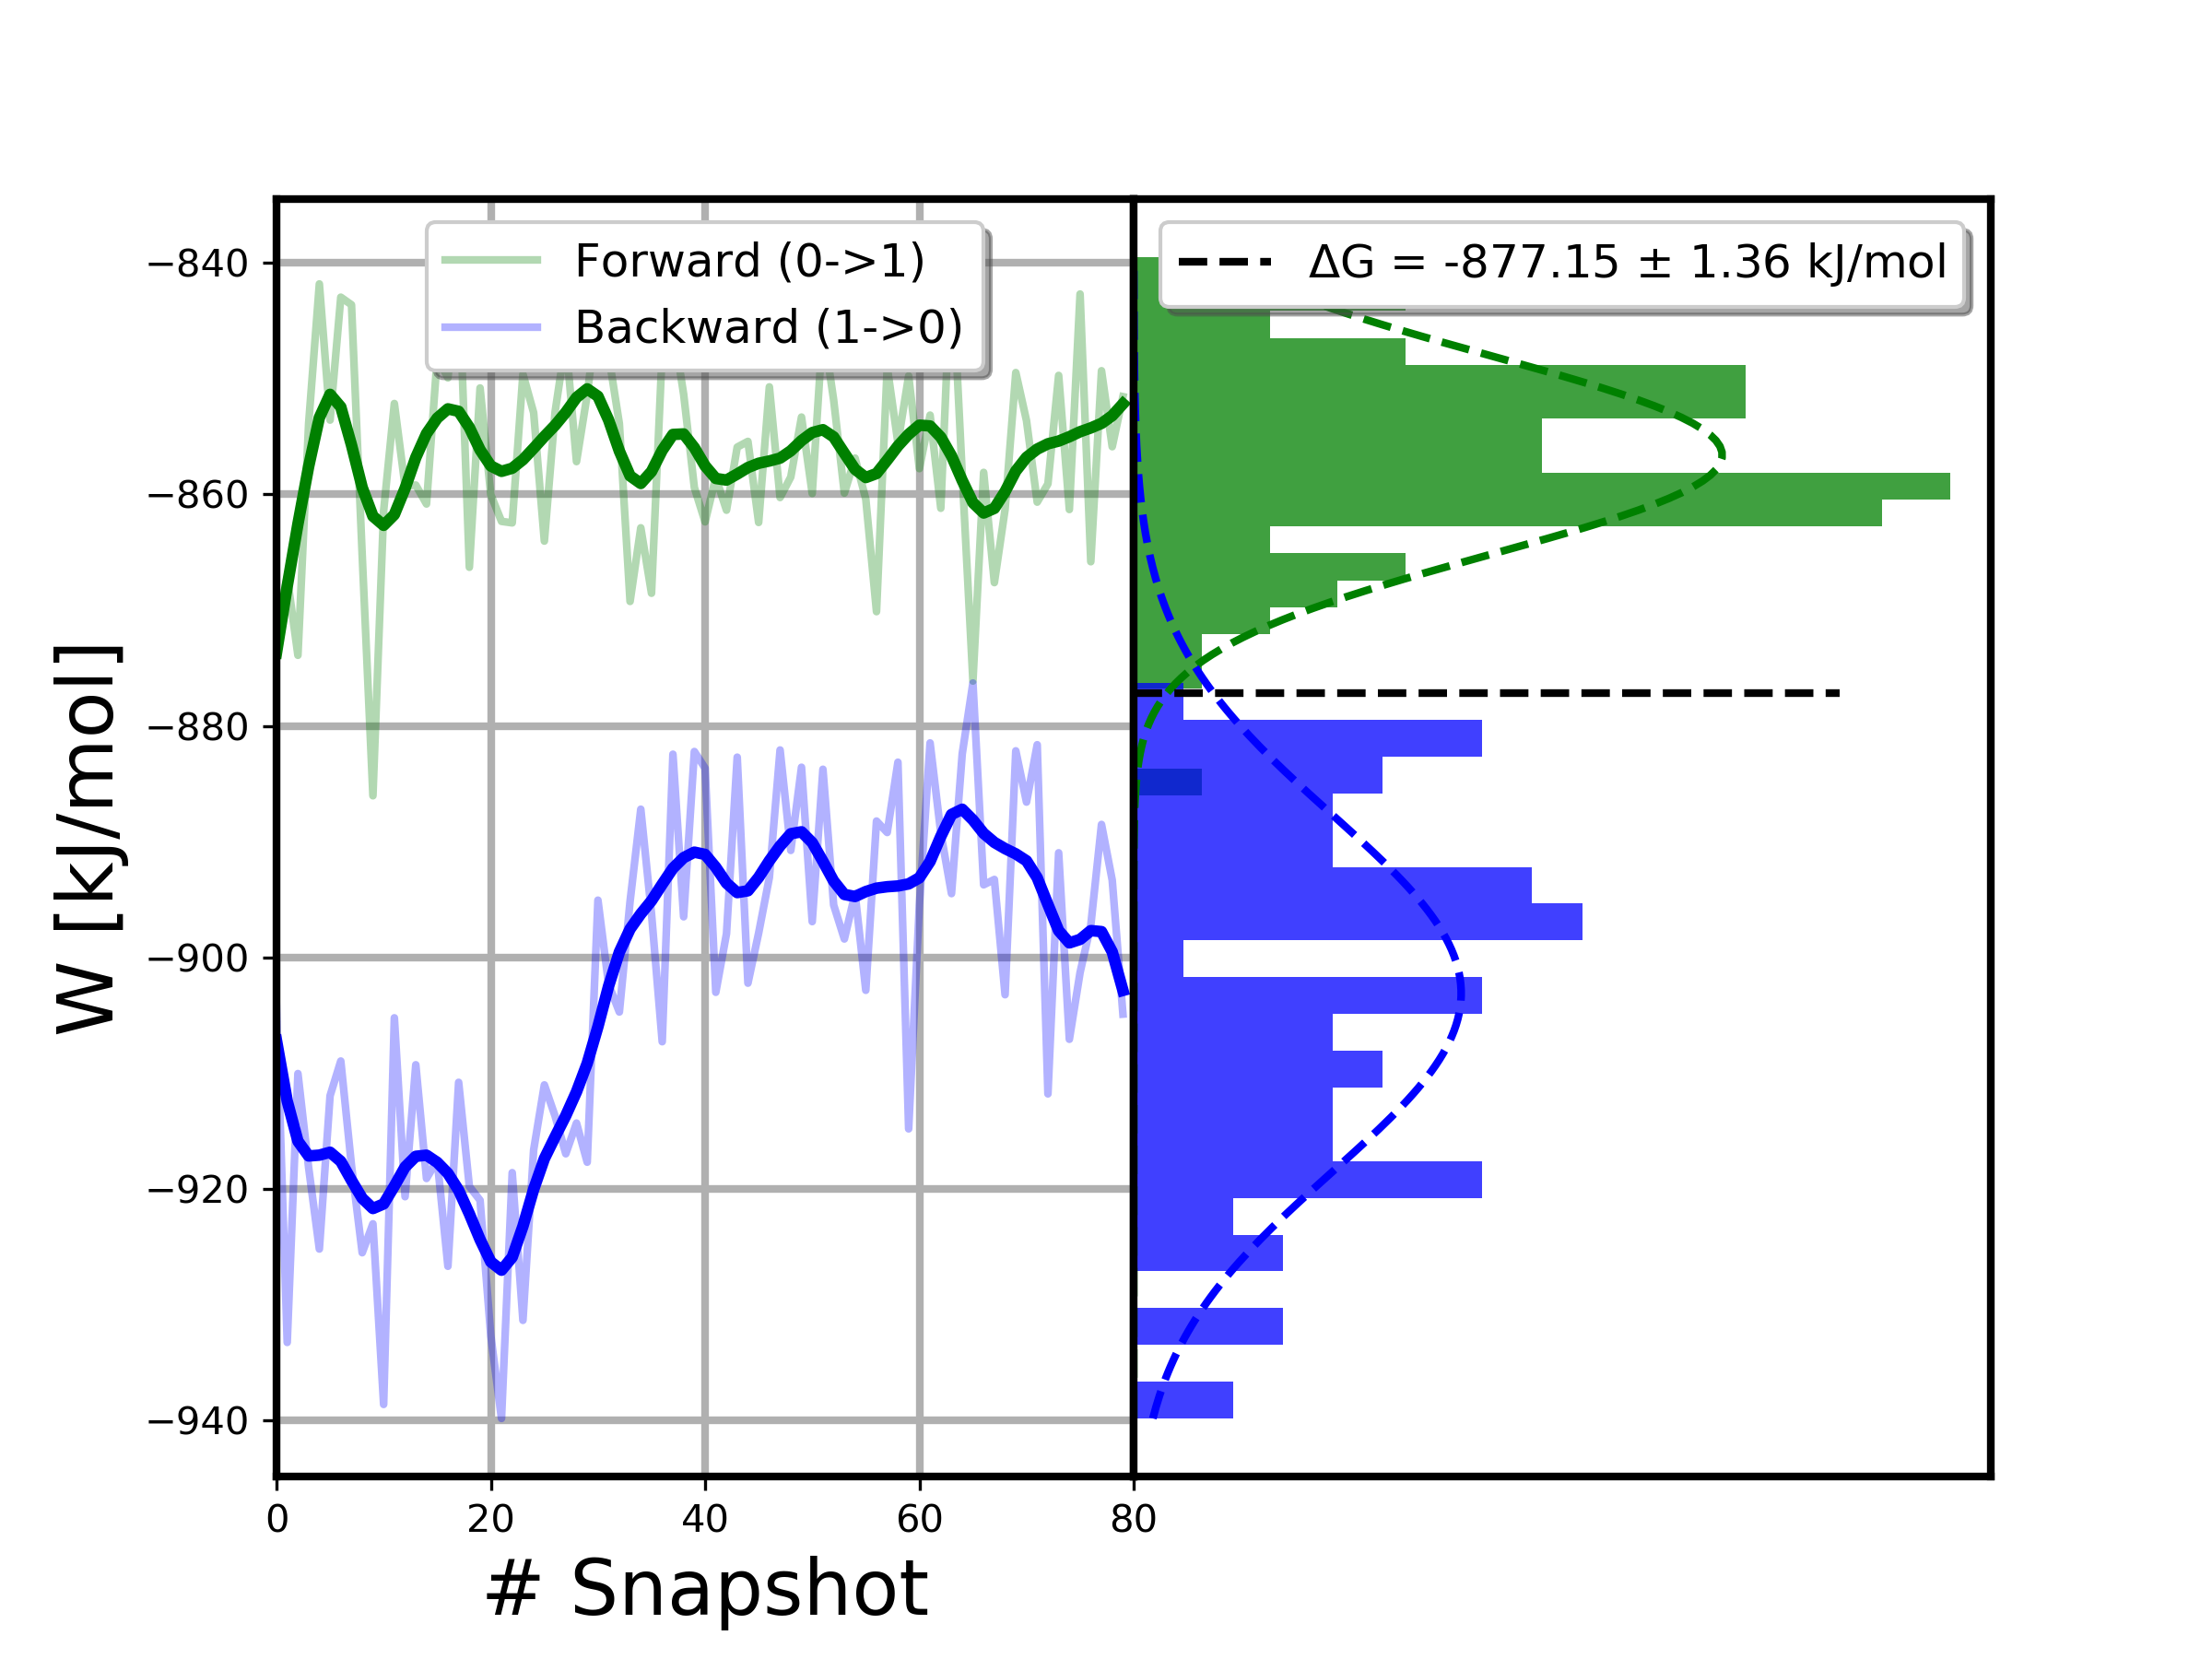 Forward (0->1)
Backward (1->0)
ΔG = -877.15 ± 1.36 kJ/mol
W [kJ/mol]
−840
−860
−880
−900
−920
−940
0 20 40 60 80
# Snapshot